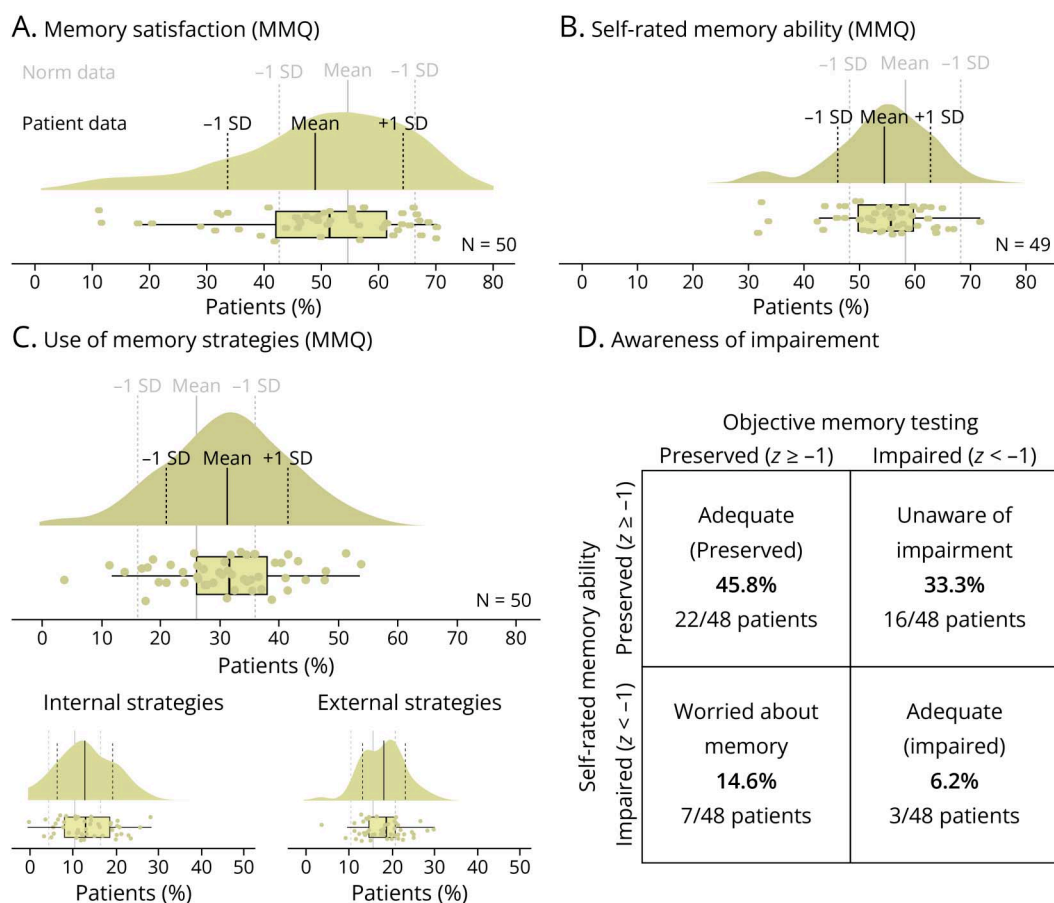 A. Memory satisfaction (MMQ)
Norm data
–1 SD Mean –1 SD
Patient data
–1 SD Mean +1 SD
N = 50
0 10 20 30 40 50 60 70 80
Patients (%)
B. Self-rated memory ability (MMQ)
–1 SD Mean –1 SD
–1 SD Mean +1 SD
N = 49
0 10 20 30 40 50 60 70 80
Patients (%)
C. Use of memory strategies (MMQ)
–1 SD Mean –1 SD
–1 SD Mean +1 SD
N = 50
0 10 20 30 40 50 60 70 80
Patients (%)
Internal strategies
0 10 20 30 40 50
Patients (%)
External strategies
0 10 20 30 40 50
Patients (%)
D. Awareness of impairement
Objective memory testing
Preserved (z ≥ –1) Impaired (z < –1)
Self-rated memory ability
Preserved (z ≥ –1)
Adequate
(Preserved)
45.8%
22/48 patients
Unaware of
impairment
33.3%
16/48 patients
Impaired (z < –1)
Worried about
memory
14.6%
7/48 patients
Adequate
(impaired)
6.2%
3/48 patients